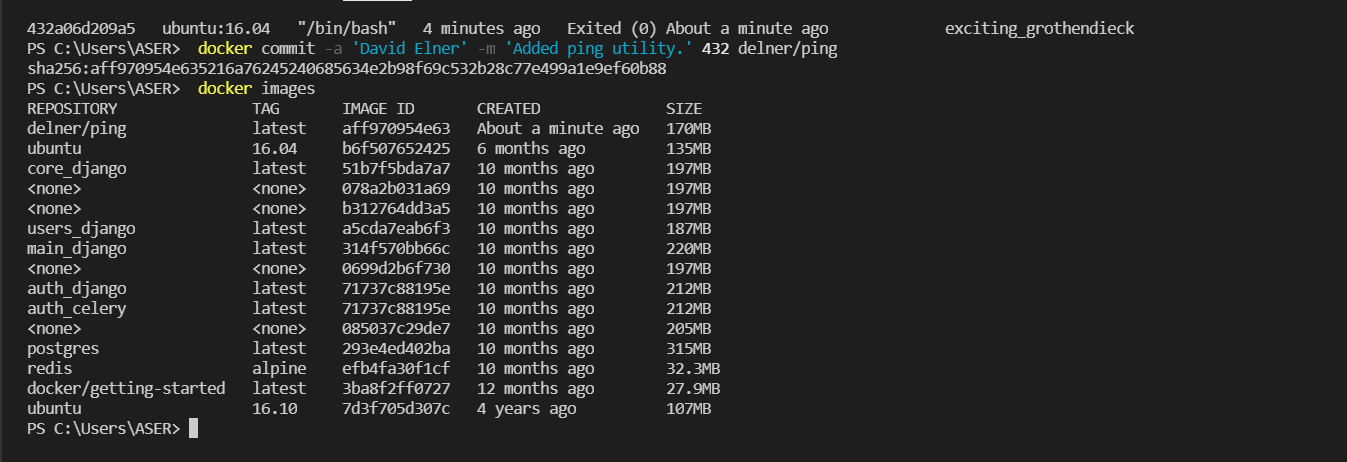 432a06d209a5   ubuntu:16.04   "/bin/bash"   4 minutes ago   Exited (0) About a minute ago             exciting_grothendieck
PS C:\Users\ASER>  docker commit -a 'David Elner' -m 'Added ping utility.' 432 delner/ping
sha256:aff970954e635216a76245240685634e2b98f69c532b28c77e499a1e9ef60b88
PS C:\Users\ASER>  docker images
REPOSITORY               TAG       IMAGE ID       CREATED              SIZE
delner/ping              latest    aff970954e63   About a minute ago   170MB
ubuntu                   16.04     b6f507652425   6 months ago         135MB
core_django              latest    51b7f5bda7a7   10 months ago        197MB
<none>                   <none>    078a2b031a69   10 months ago        197MB
<none>                   <none>    b312764dd3a5   10 months ago        197MB
users_django             latest    a5cda7eab6f3   10 months ago        187MB
main_django              latest    314f570bb66c   10 months ago        220MB
<none>                   <none>    0699d2b6f730   10 months ago        197MB
auth_django              latest    71737c88195e   10 months ago        212MB
auth_celery              latest    71737c88195e   10 months ago        212MB
<none>                   <none>    085037c29de7   10 months ago        205MB
postgres                 latest    293e4ed402ba   10 months ago        315MB
redis                    alpine    efb4fa30f1cf   10 months ago        32.3MB
docker/getting-started   latest    3ba8f2ff0727   12 months ago        27.9MB
ubuntu                   16.10     7d3f705d307c   4 years ago          107MB
PS C:\Users\ASER>